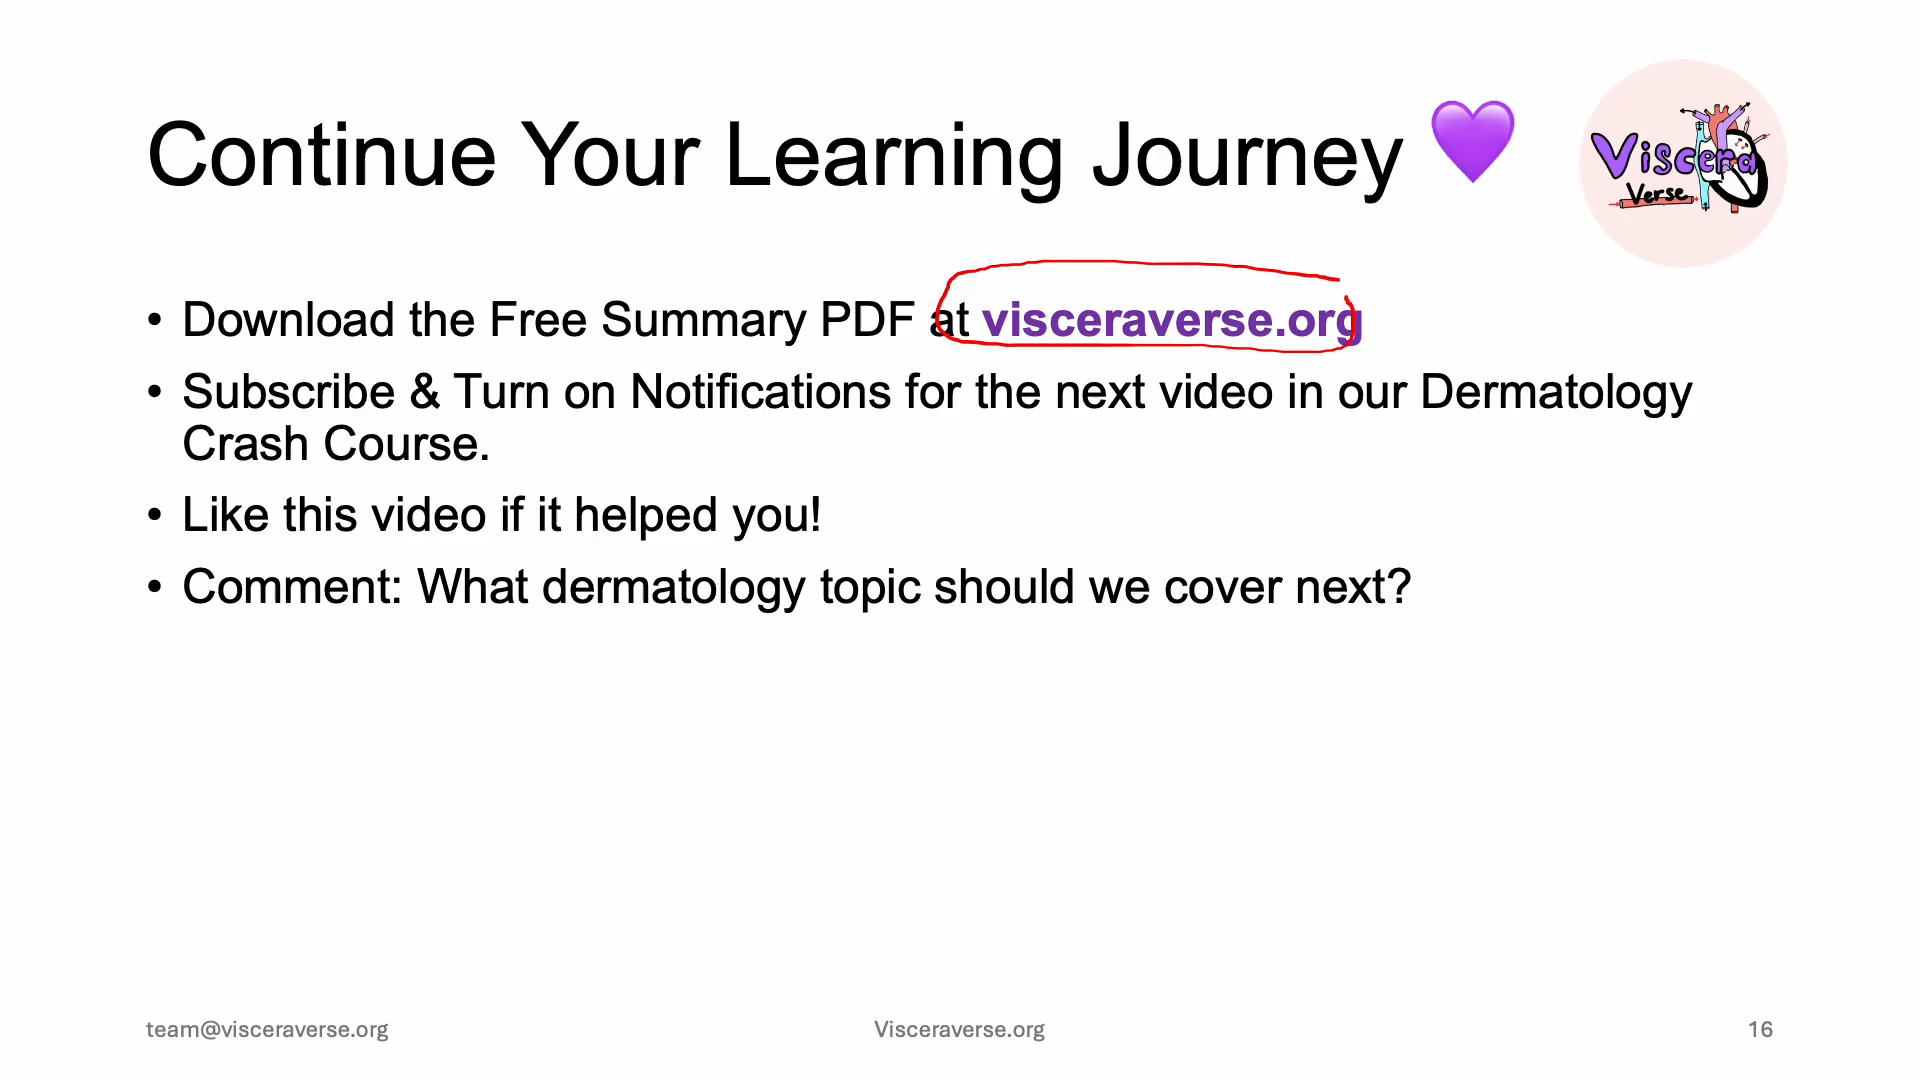 Continue Your Learning Journey 💜
Viscera
Verse
• Download the Free Summary PDF at visceraverse.org
• Subscribe & Turn on Notifications for the next video in our Dermatology
Crash Course.
• Like this video if it helped you!
• Comment: What dermatology topic should we cover next?
team@visceraverse.org
Visceraverse.org
16